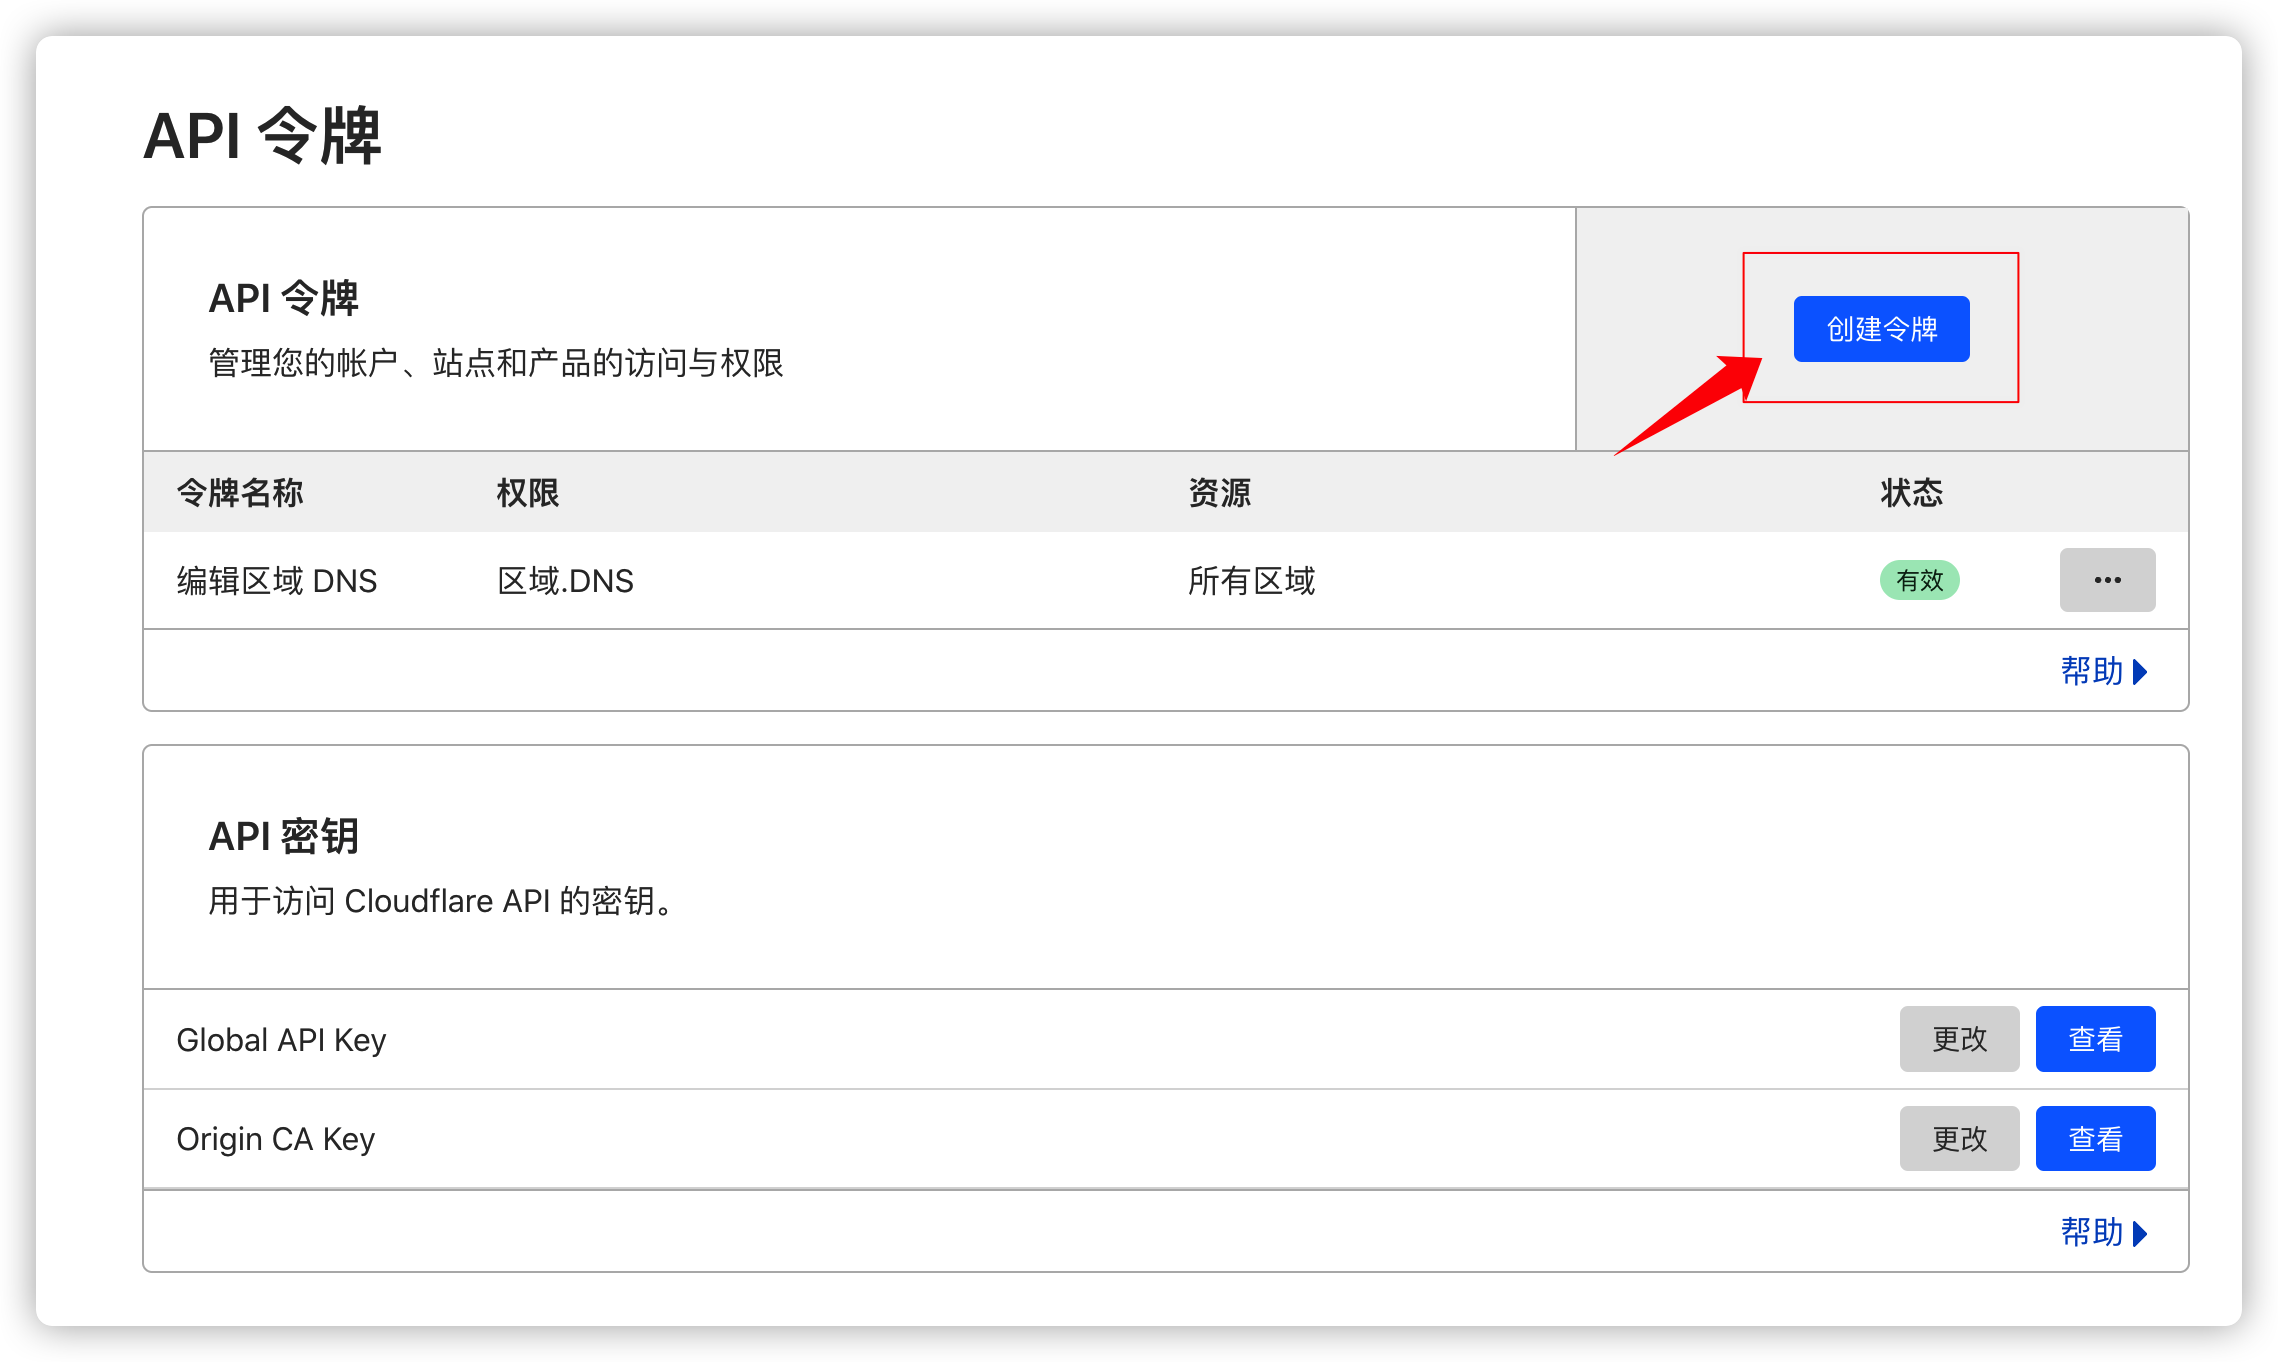 API 令牌
API 令牌
管理您的帐户、站点和产品的访问与权限
创建令牌
令牌名称 权限 资源 状态
编辑区域 DNS 区域.DNS 所有区域 有效 ...
帮助
API 密钥
用于访问 Cloudflare API 的密钥。
Global API Key 更改 查看
Origin CA Key 更改 查看
帮助